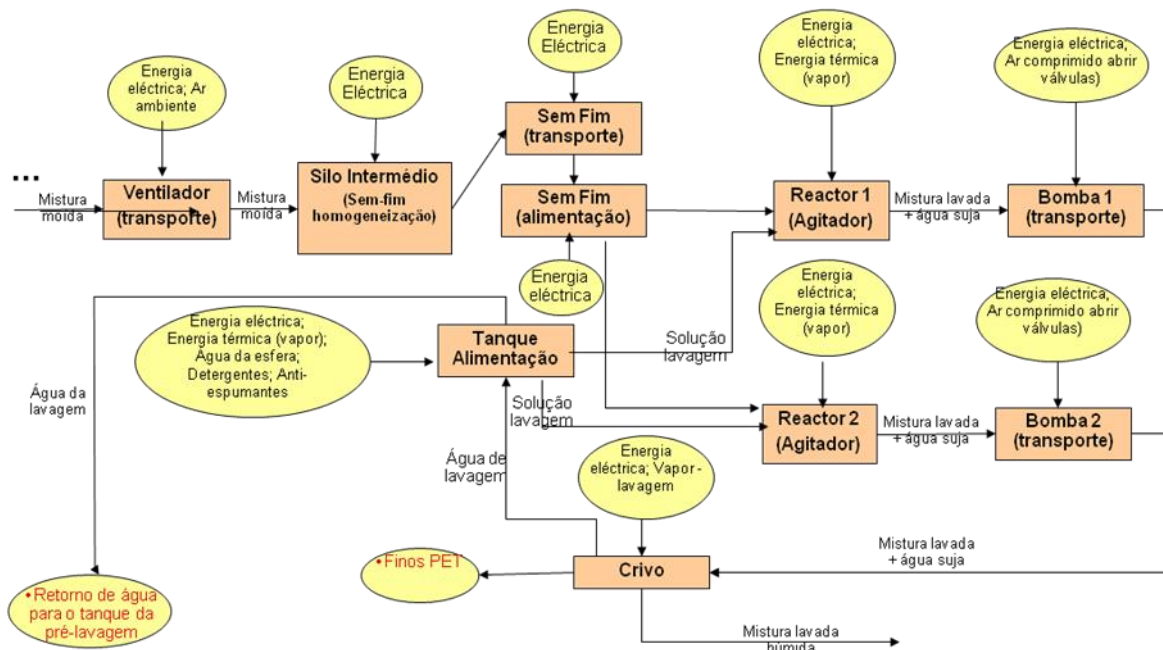 Energia
eléctrica; Ar
ambiente
Energia
Eléctrica
Energia
Eléctrica
Energia
eléctrica;
Energia térmica
(vapor)
Energia eléctrica;
Ar comprimido abrir
válvulas)
...
Mistura
moída
Ventilador
(transporte)
Mistura
moída
Silo Intermédio
(Sem-fim
homogeneização)
Sem Fim
(transporte)
Sem Fim
(alimentação)
Reactor 1
(Agitador)
Mistura lavada
+ água suja
Bomba 1
(transporte)
Energia
eléctrica
Energia
eléctrica;
Energia térmica
(vapor)
Energia eléctrica;
Ar comprimido abrir
válvulas)
Energia eléctrica;
Energia térmica (vapor);
Água da esfera;
Detergentes; Anti-
espumantes
Tanque
Alimentação
Solução
lavagem
Água da
lavagem
Solução
lavagem
Reactor 2
(Agitador)
Mistura lavada
+ água suja
Bomba 2
(transporte)
Água de
lavagem
Energia
eléctrica; Vapor -
lavagem
• Finos PET
Crivo
Mistura lavada
+ água suja
• Retorno de água
para o tanque da
pré-lavagem
Mistura lavada
húmida